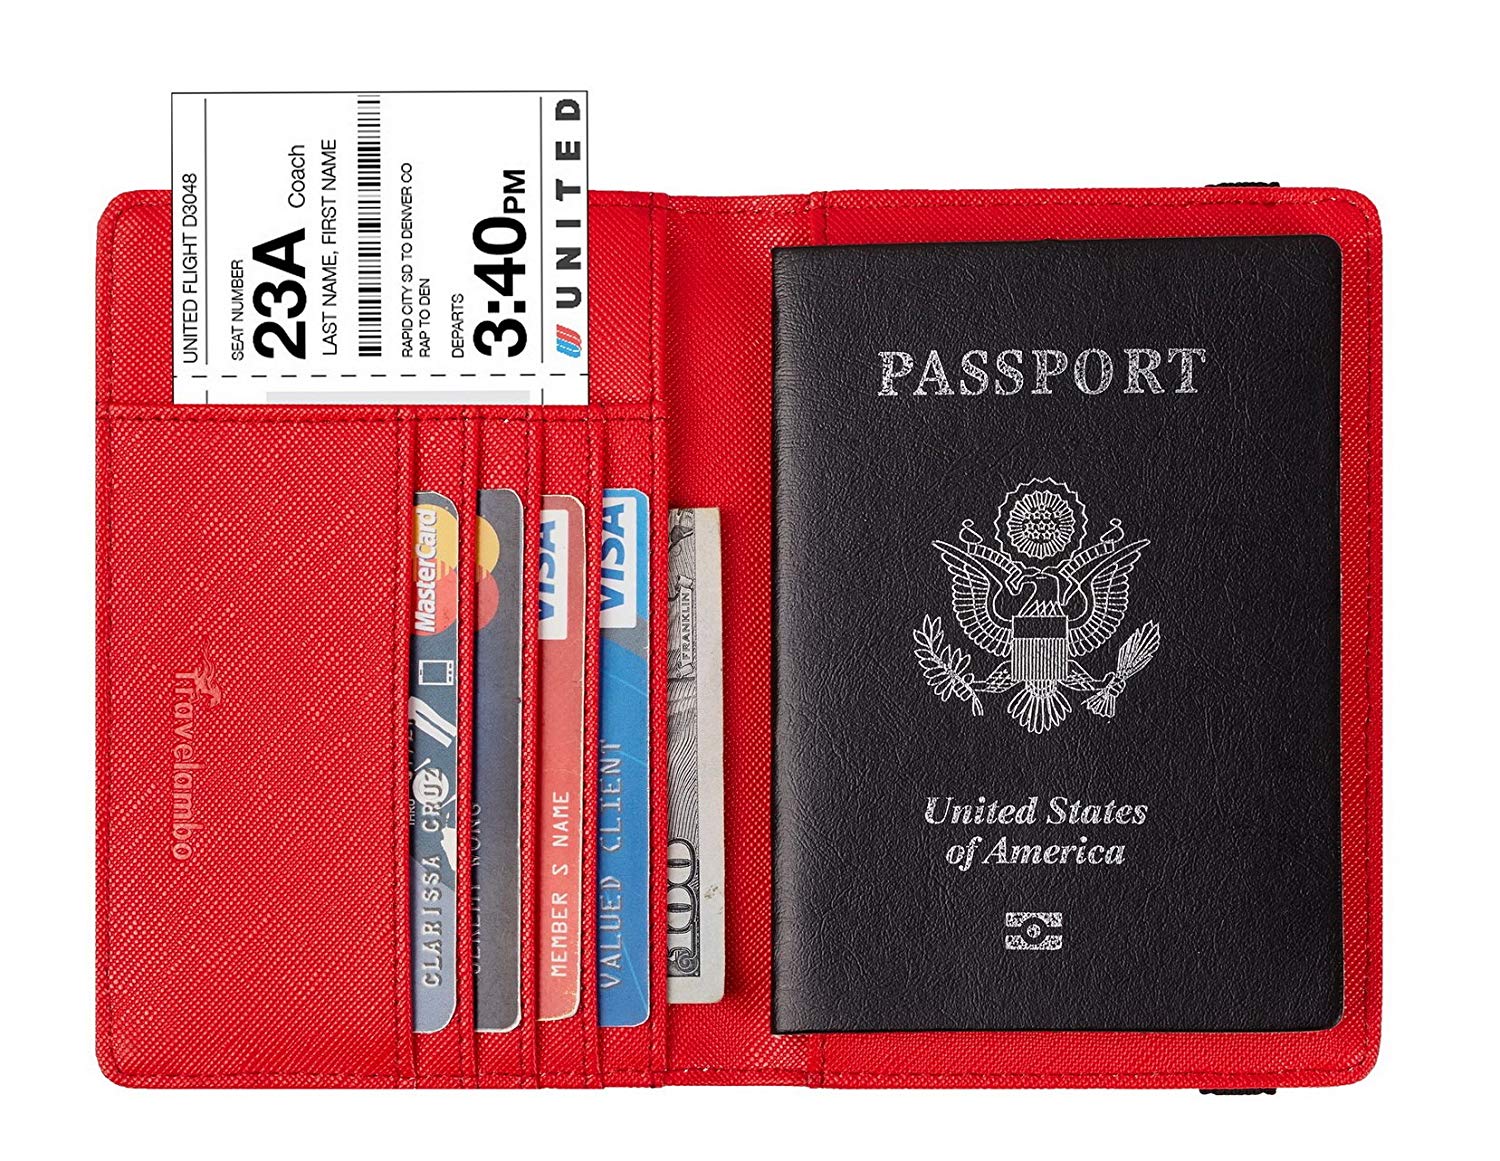 UNITED FLIGHT D3048
SEAT NUMBER
23A Coach
LAST NAME, FIRST NAME
RAPID CITY SD TO DENVER CO
RAP TO DEN
DEPARTS
3:40PM
UNITED
Travelambo
MasterCard
CLARISSA CRUZ
VISA
MEMBER S NAME
VISA
VALUED CLIENT
FRANKLIN
100
PASSPORT
United States
of America